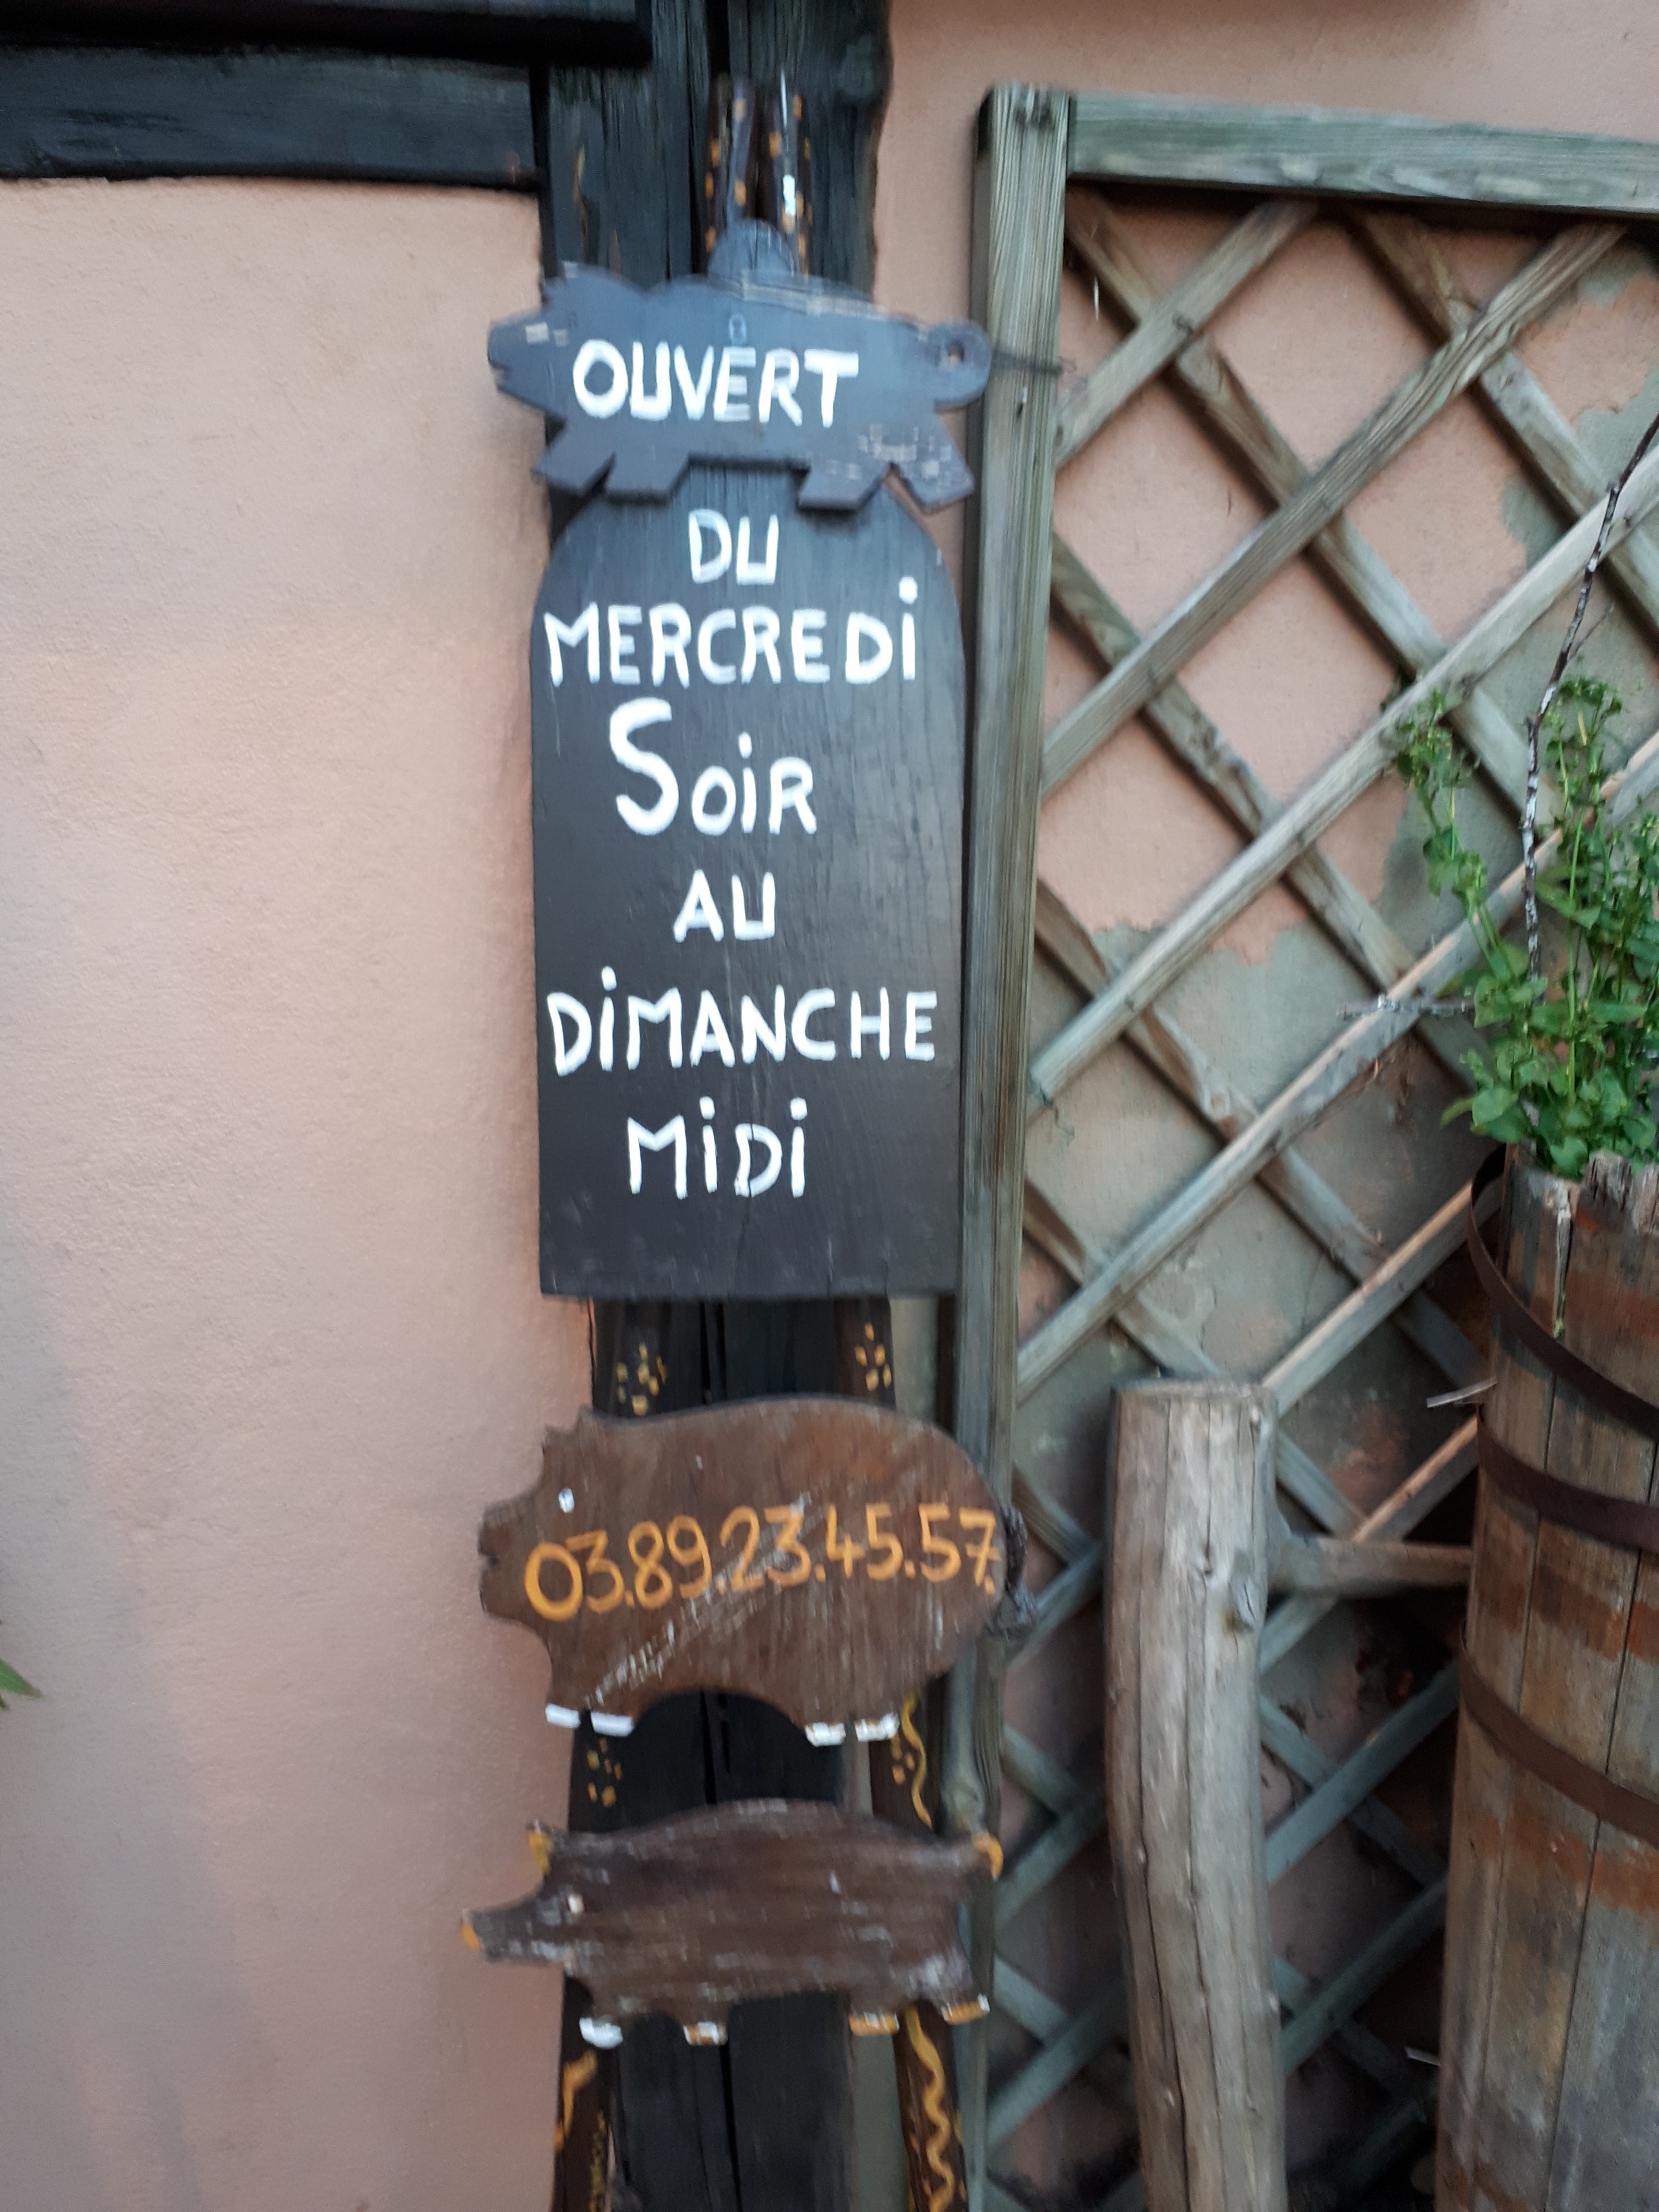 OUVERT
DU
MERCREDi
SoiR
AU
DiMANCHE
MiDi
03.89.23.45.57.